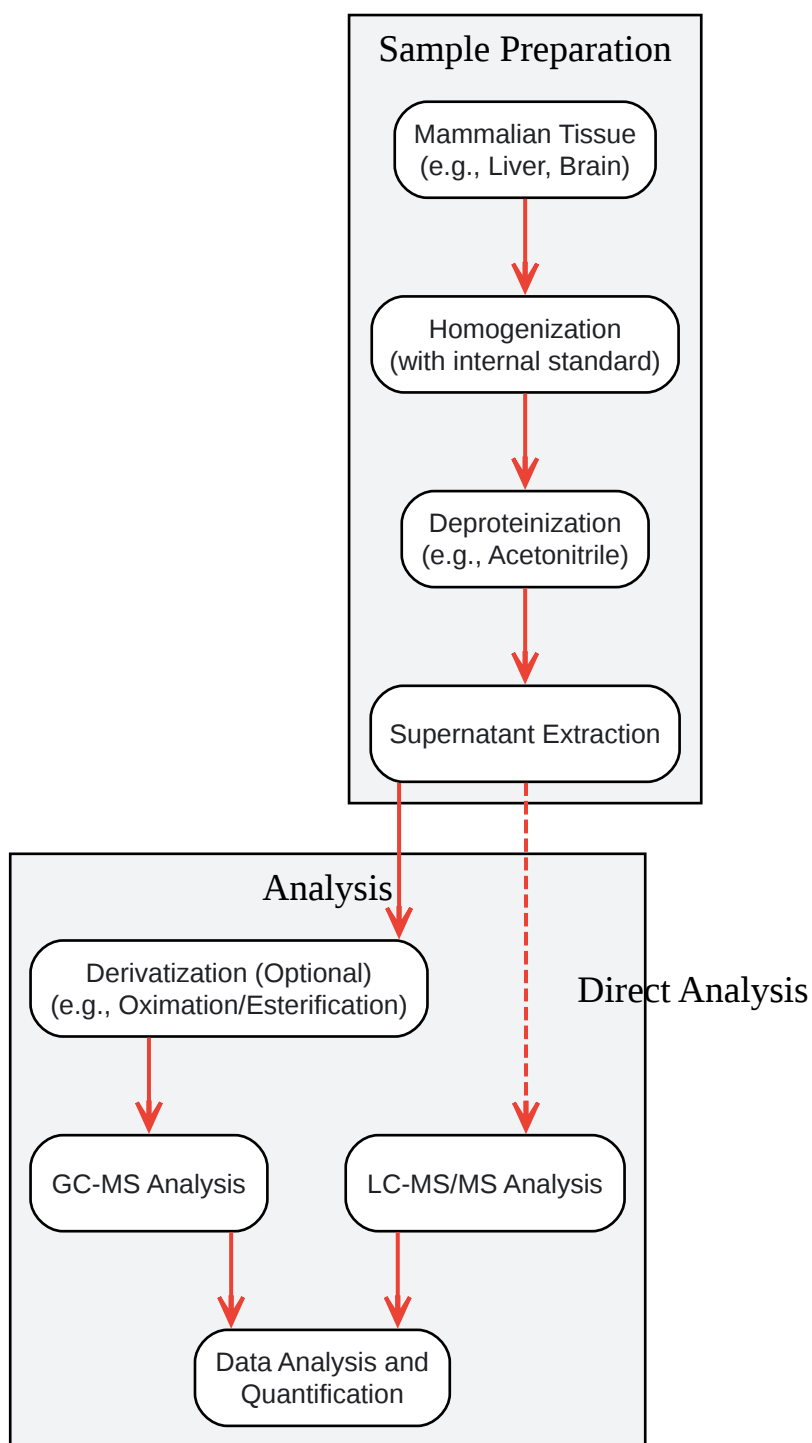 Sample Preparation
Mammalian Tissue
(e.g., Liver, Brain)
Homogenization
(with internal standard)
Deproteinization
(e.g., Acetonitrile)
Supernatant Extraction
Analysis
Derivatization (Optional)
(e.g., Oximation/Esterification)
Direct Analysis
GC-MS Analysis
LC-MS/MS Analysis
Data Analysis and
Quantification